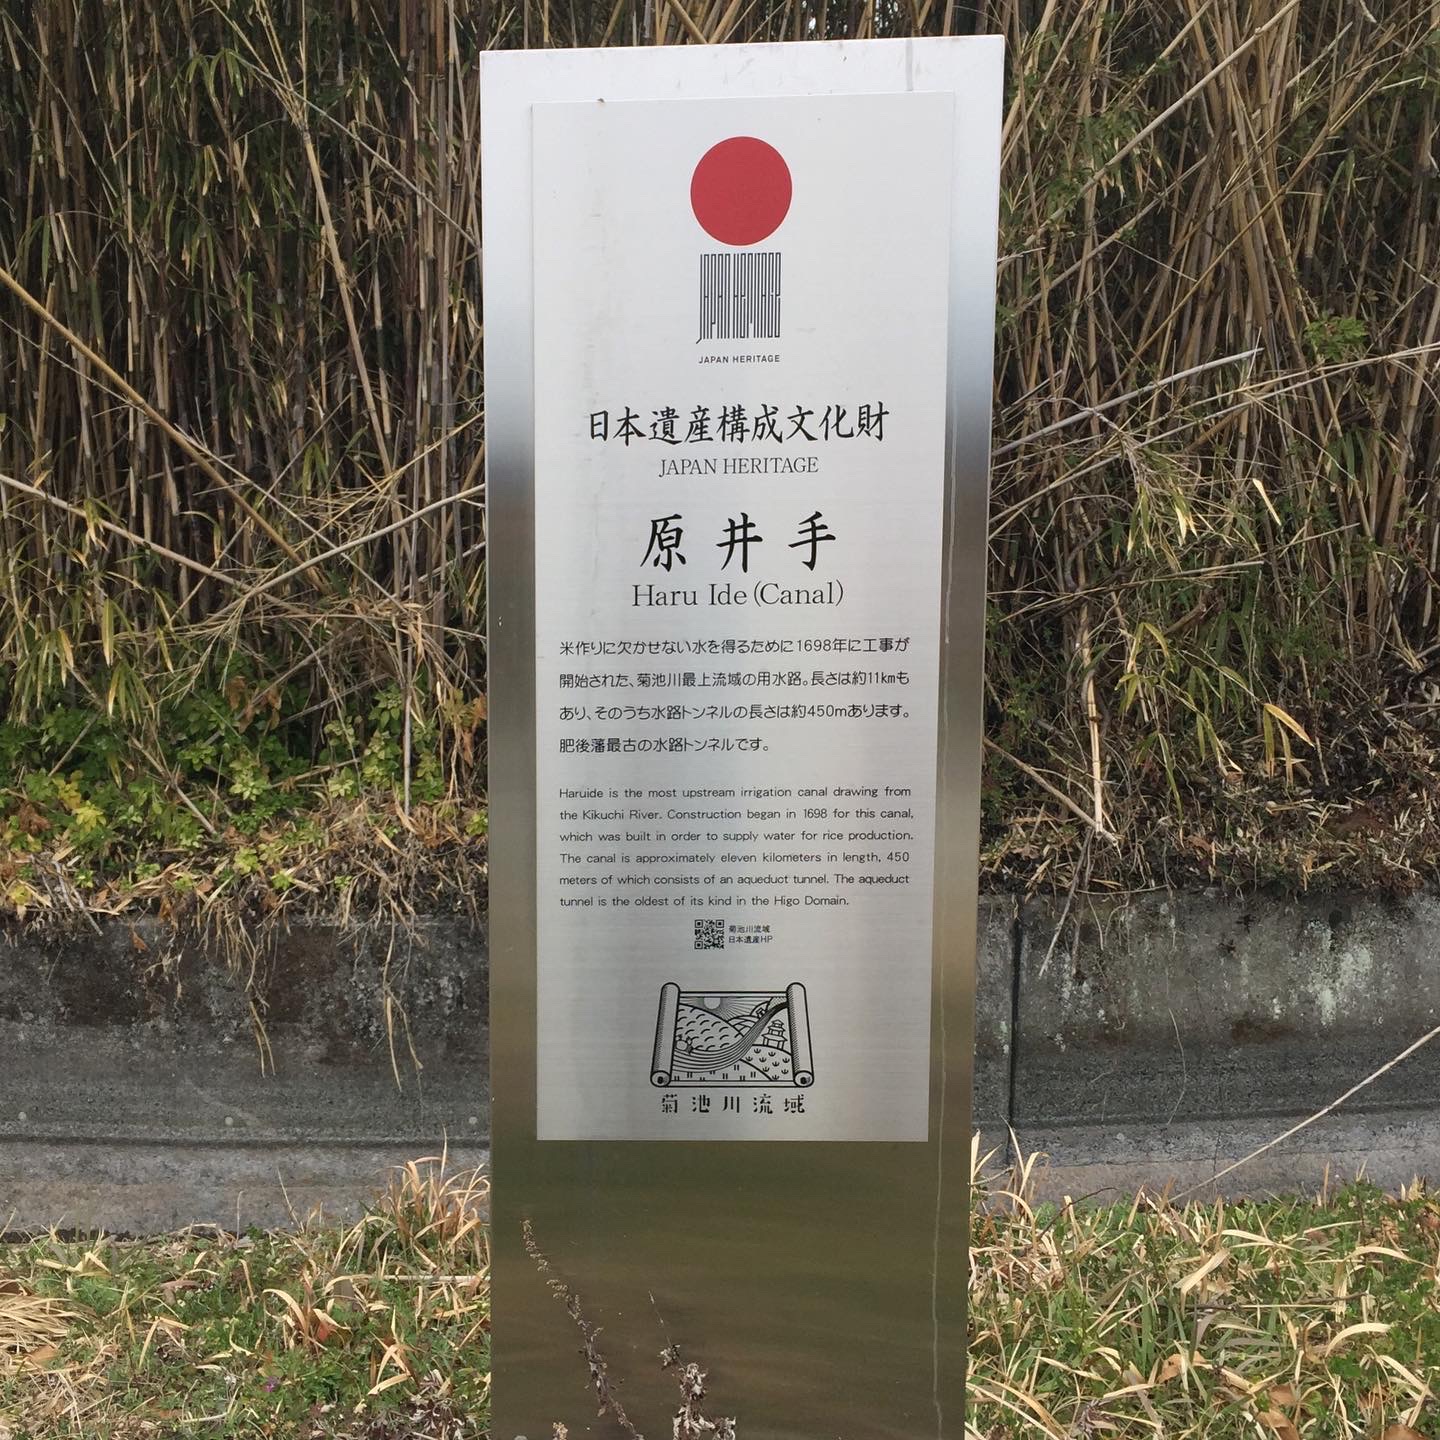 JAPAN HERITAGE
JAPAN HERITAGE
日本遺産構成文化財
JAPAN HERITAGE
原井手
Haru Ide (Canal)
米作りに欠かせない水を得るために1698年に工事が
開始された、菊池川最上流域の用水路。長さは約11kmも
あり、そのうち水路トンネルの長さは約450mあります。
肥後藩最古の水路トンネルです。
Haruide is the most upstream irrigation canal drawing from
the Kikuchi River. Construction began in 1698 for this canal,
which was built in order to supply water for rice production.
The canal is approximately eleven kilometers in length, 450
meters of which consists of an aqueduct tunnel. The aqueduct
tunnel is the oldest of its kind in the Higo Domain.
菊池川流域
日本遺産HP
菊池川流域